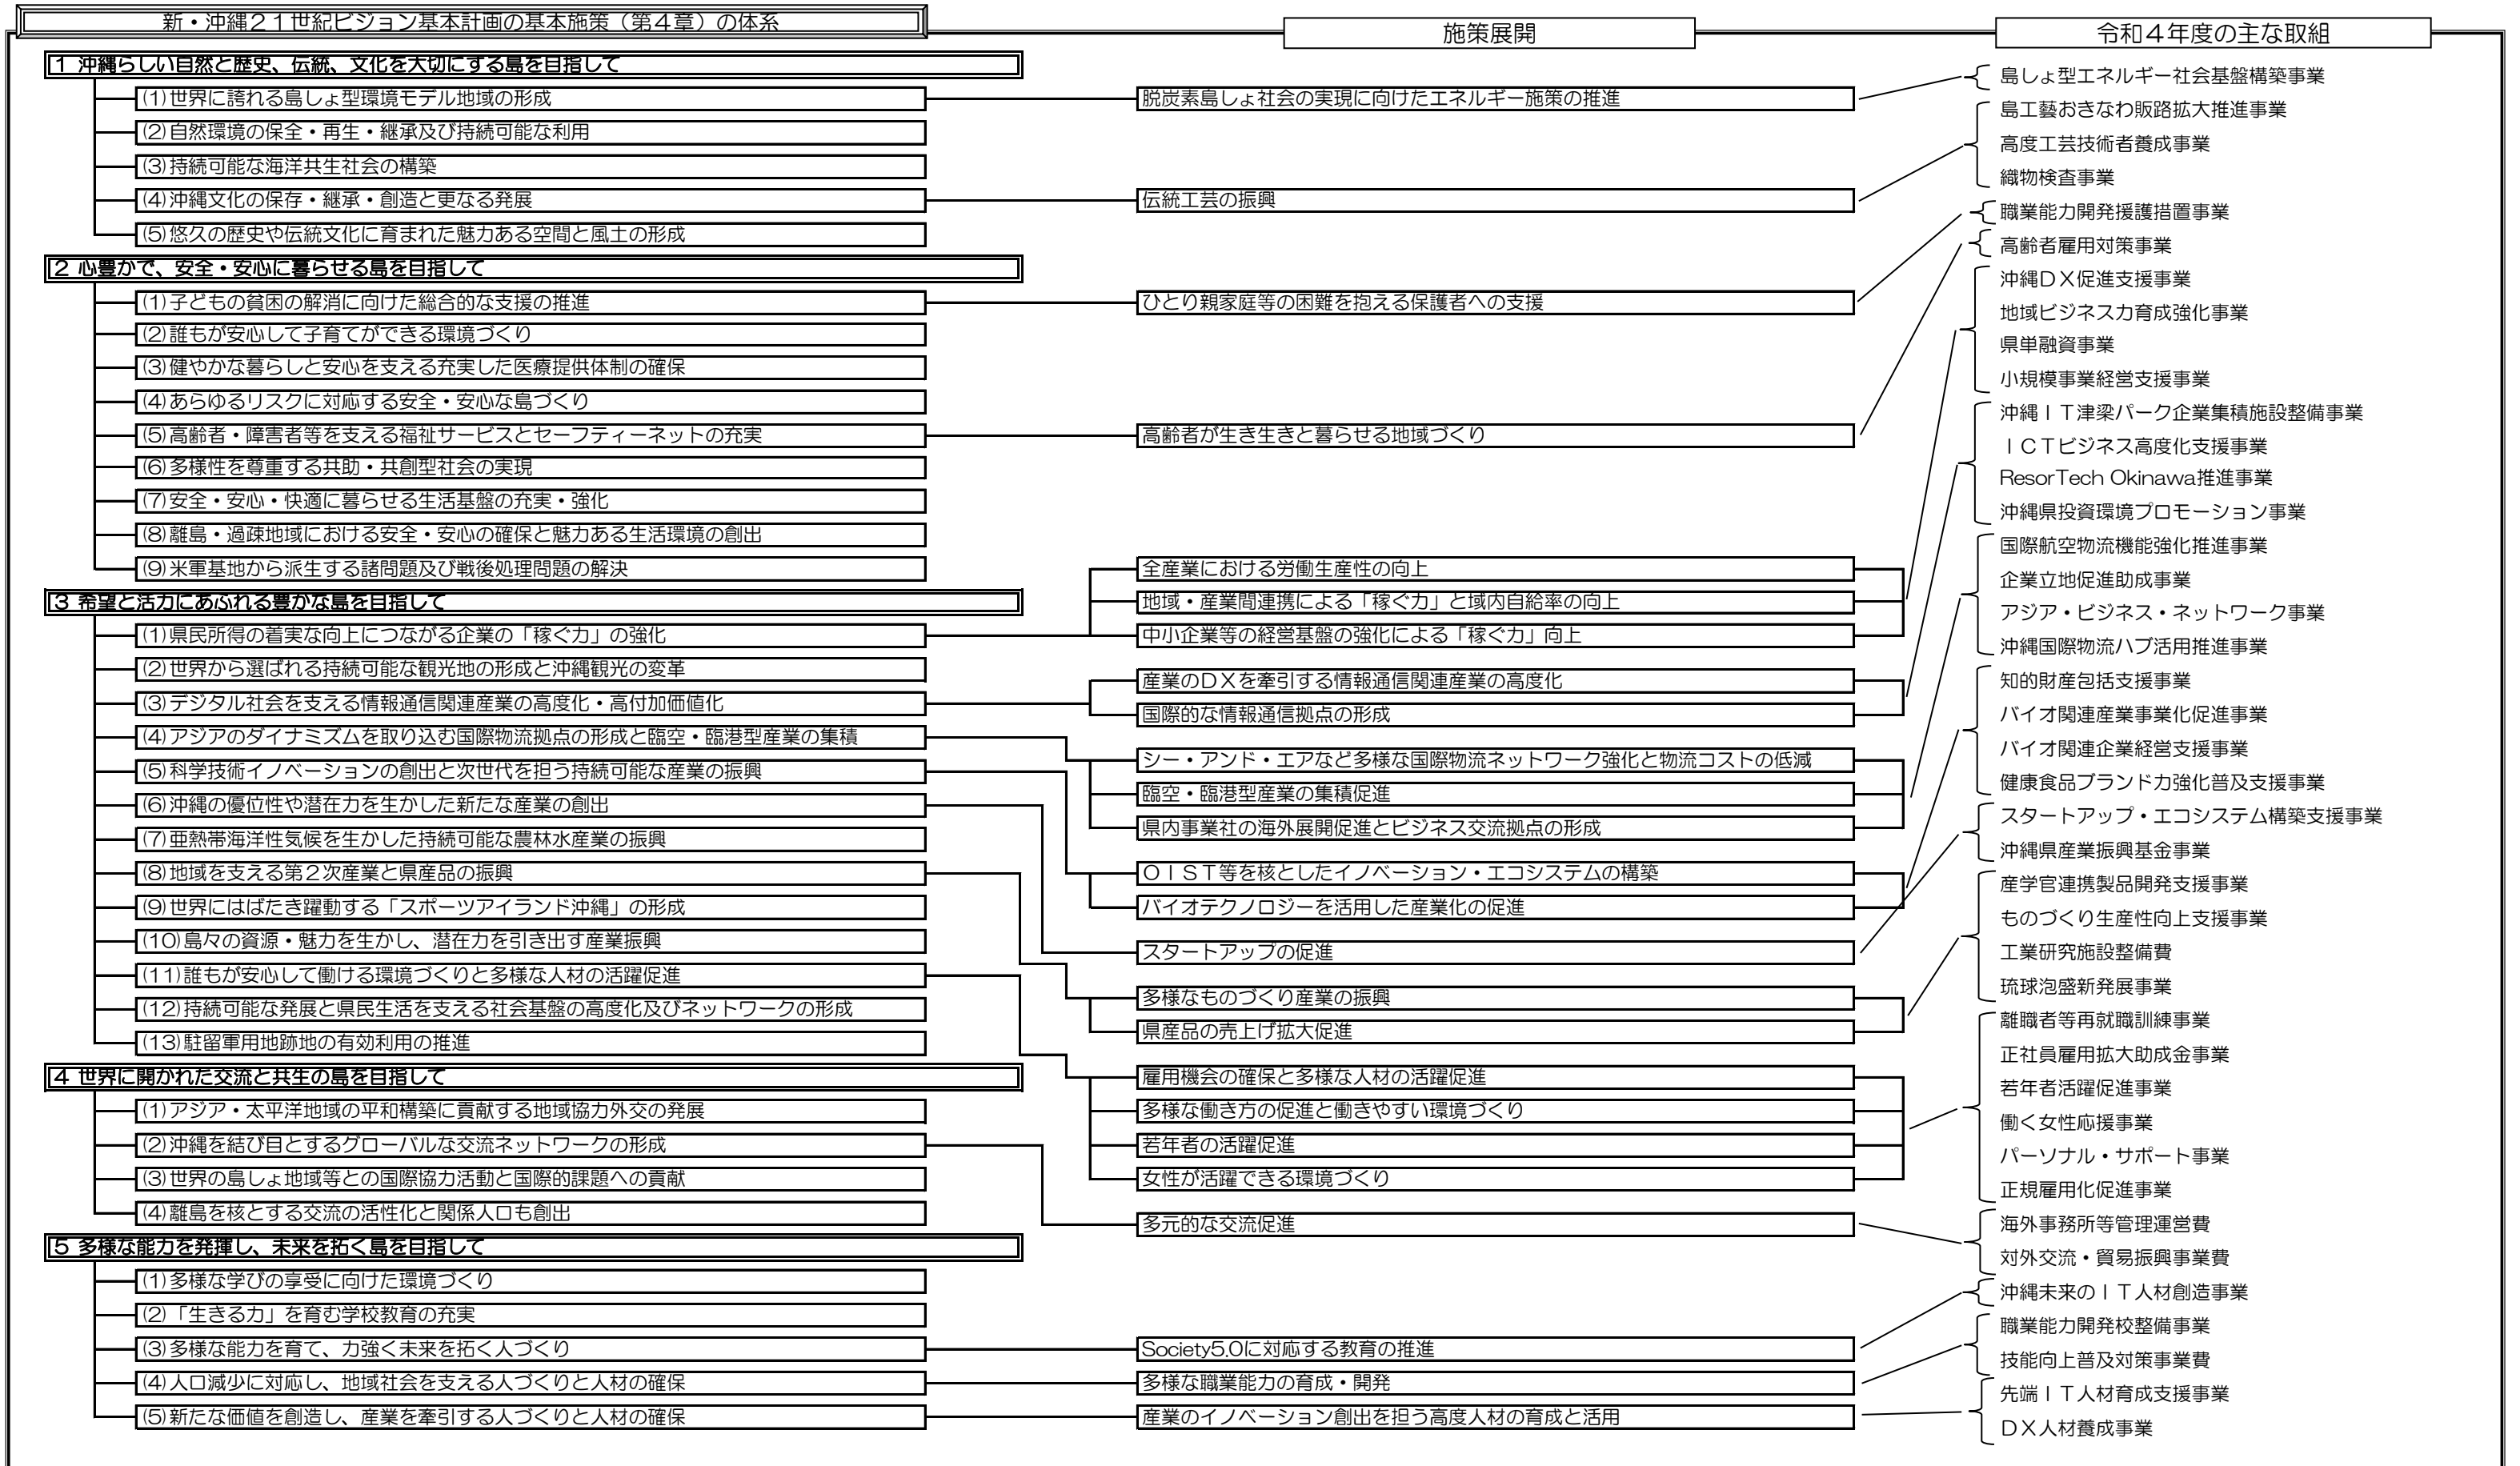 新・沖縄２１世紀ビジョン基本計画の基本施策（第４章）の体系
施策展開
令和４年度の主な取組
１ 沖縄らしい自然と歴史、伝統、文化を大切にする島を目指して
(1)世界に誇れる島しょ型環境モデル地域の形成
(2)自然環境の保全・再生・継承及び持続可能な利用
(3)持続可能な海洋共生社会の構築
(4)沖縄文化の保存・継承・創造と更なる発展
(5)悠久の歴史や伝統文化に育まれた魅力ある空間と風土の形成
２ 心豊かで、安全・安心に暮らせる島を目指して
(1)子どもの貧困の解消に向けた総合的な支援の推進
(2)誰もが安心して子育てができる環境づくり
(3)健やかな暮らしと安心を支える充実した医療提供体制の確保
(4)あらゆるリスクに対応する安全・安心な島づくり
(5)高齢者・障害者等を支える福祉サービスとセーフティーネットの充実
(6)多様性を尊重する共助・共創型社会の実現
(7)安全・安心・快適に暮らせる生活基盤の充実・強化
(8)離島・過疎地域における安全・安心の確保と魅力ある生活環境の創出
(9)米軍基地から派生する諸問題及び戦後処理問題の解決
３ 希望と活力にあふれる豊かな島を目指して
(1)県民所得の着実な向上につながる企業の「稼ぐ力」の強化
(2)世界から選ばれる持続可能な観光地の形成と沖縄観光の変革
(3)デジタル社会を支える情報通信関連産業の高度化・高付加価値化
(4)アジアのダイナミズムを取り込む国際物流拠点の形成と臨空・臨港型産業の集積
(5)科学技術イノベーションの創出と次世代を担う持続可能な産業の振興
(6)沖縄の優位性や潜在力を生かした新たな産業の創出
(7)亜熱帯海洋性気候を生かした持続可能な農林水産業の振興
(8)地域を支える第２次産業と県産品の振興
(9)世界にはばたき躍動する「スポーツアイランド沖縄」の形成
(10)島々の資源・魅力を生かし、潜在力を引き出す産業振興
(11)誰もが安心して働ける環境づくりと多様な人材の活躍促進
(12)持続可能な発展と県民生活を支える社会基盤の高度化及びネットワークの形成
(13)駐留軍用地跡地の有効利用の推進
４ 世界に開かれた交流と共生の島を目指して
(1)アジア・太平洋地域の平和構築に貢献する地域協力外交の発展
(2)沖縄を結び目とするグローバルな交流ネットワークの形成
(3)世界の島しょ地域等との国際協力活動と国際的課題への貢献
(4)離島を核とする交流の活性化と関係人口も創出
５ 多様な能力を発揮し、未来を拓く島を目指して
(1)多様な学びの享受に向けた環境づくり
(2)「生きる力」を育む学校教育の充実
(3)多様な能力を育て、力強く未来を拓く人づくり
(4)人口減少に対応し、地域社会を支える人づくりと人材の確保
(5)新たな価値を創造し、産業を牽引する人づくりと人材の確保
脱炭素島しょ社会の実現に向けたエネルギー施策の推進
伝統工芸の振興
ひとり親家庭等の困難を抱える保護者への支援
高齢者が生き生きと暮らせる地域づくり
全産業における労働生産性の向上
地域・産業間連携による「稼ぐ力」と域内自給率の向上
中小企業等の経営基盤の強化による「稼ぐ力」向上
産業のＤＸを牽引する情報通信関連産業の高度化
国際的な情報通信拠点の形成
シー・アンド・エアなど多様な国際物流ネットワーク強化と物流コストの低減
臨空・臨港型産業の集積促進
県内事業社の海外展開促進とビジネス交流拠点の形成
ＯＩＳＴ等を核としたイノベーション・エコシステムの構築
バイオテクノロジーを活用した産業化の促進
スタートアップの促進
多様なものづくり産業の振興
県産品の売上げ拡大促進
雇用機会の確保と多様な人材の活躍促進
多様な働き方の促進と働きやすい環境づくり
若年者の活躍促進
女性が活躍できる環境づくり
多元的な交流促進
Society5.0に対応する教育の推進
多様な職業能力の育成・開発
産業のイノベーション創出を担う高度人材の育成と活用
島しょ型エネルギー社会基盤構築事業
島工藝おきなわ販路拡大推進事業
高度工芸技術者養成事業
織物検査事業
職業能力開発援護措置事業
高齢者雇用対策事業
沖縄ＤＸ促進支援事業
地域ビジネス力育成強化事業
県単融資事業
小規模事業経営支援事業
沖縄ＩＴ津梁パーク企業集積施設整備事業
ＩＣＴビジネス高度化支援事業
ResorTech Okinawa推進事業
沖縄県投資環境プロモーション事業
国際航空物流機能強化推進事業
企業立地促進助成事業
アジア・ビジネス・ネットワーク事業
沖縄国際物流ハブ活用推進事業
知的財産包括支援事業
バイオ関連産業事業化促進事業
バイオ関連企業経営支援事業
健康食品ブランド力強化普及支援事業
スタートアップ・エコシステム構築支援事業
沖縄県産業振興基金事業
産学官連携製品開発支援事業
ものづくり生産性向上支援事業
工業研究施設整備費
琉球泡盛新発展事業
離職者等再就職訓練事業
正社員雇用拡大助成金事業
若年者活躍促進事業
働く女性応援事業
パーソナル・サポート事業
正規雇用化促進事業
海外事務所等管理運営費
対外交流・貿易振興事業費
沖縄未来のＩＴ人材創造事業
職業能力開発校整備事業
技能向上普及対策事業費
先端ＩＴ人材育成支援事業
ＤＸ人材養成事業